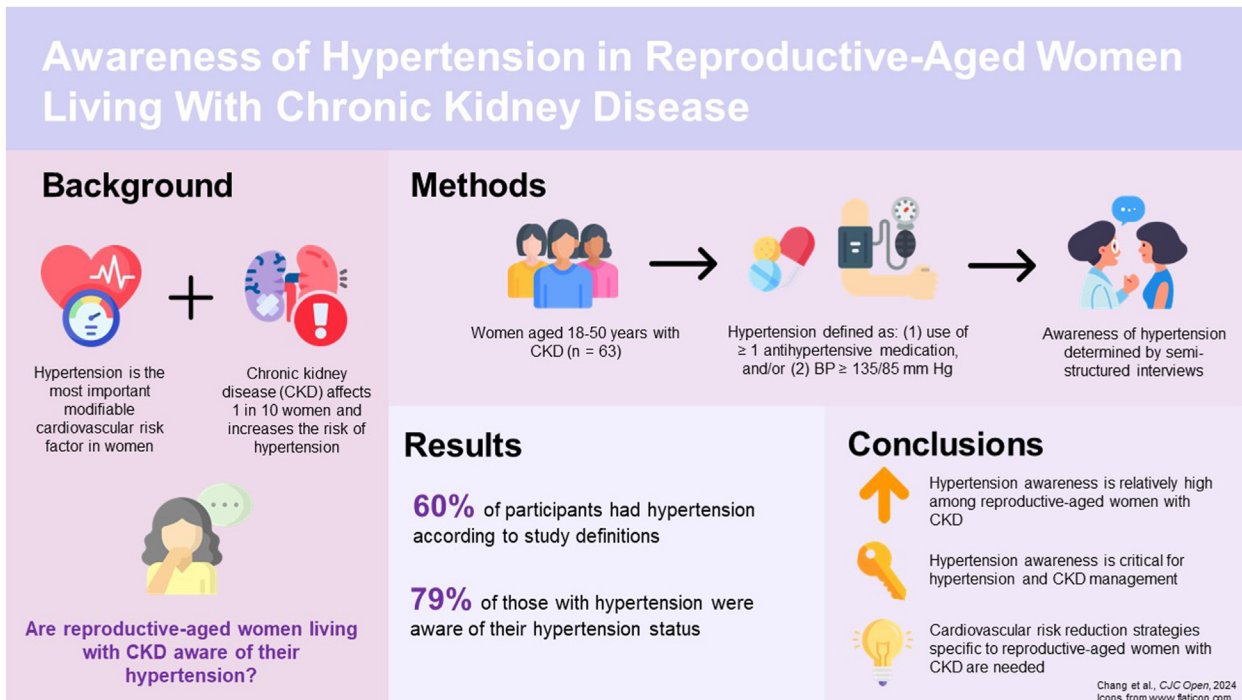 Awareness of Hypertension in Reproductive-Aged Women
Living With Chronic Kidney Disease
Background
Hypertension is the
most important
modifiable
cardiovascular risk
factor in women
Chronic kidney
disease (CKD) affects
1 in 10 women and
increases the risk of
hypertension
Are reproductive-aged women living
with CKD aware of their
hypertension?
Methods
Women aged 18-50 years with
CKD (n = 63)
Hypertension defined as: (1) use of
≥ 1 antihypertensive medication,
and/or (2) BP ≥ 135/85 mm Hg
Awareness of hypertension
determined by semi-
structured interviews
Results
60% of participants had hypertension
according to study definitions
79% of those with hypertension were
aware of their hypertension status
Conclusions
Hypertension awareness is relatively high
among reproductive-aged women with
CKD
Hypertension awareness is critical for
hypertension and CKD management
Cardiovascular risk reduction strategies
specific to reproductive-aged women with
CKD are needed
Chang et al., CJC Open, 2024
Icons from www.flaticon.com